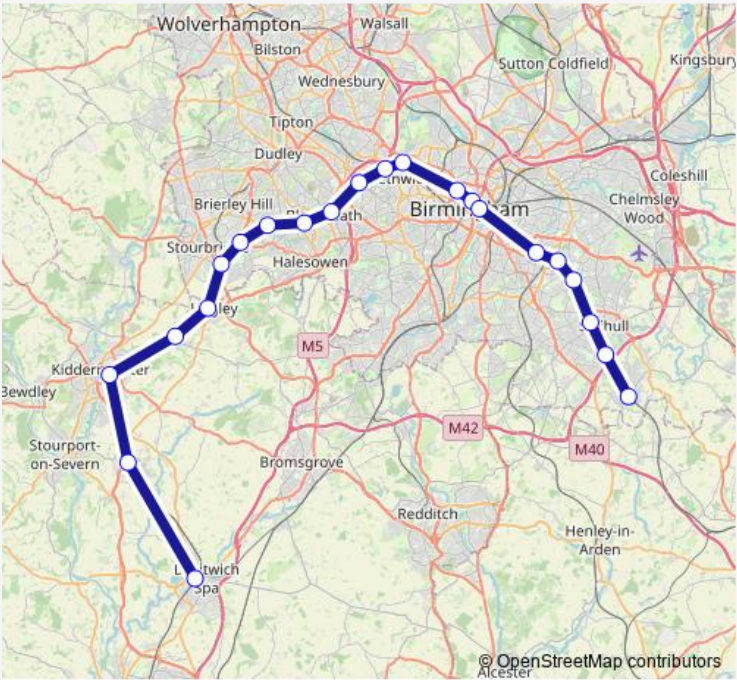 Wolverhampton
Walsall
Bilston
Sutton Coldfield
Kingsbury
Wednesbury
Tipton
Dudley
Coleshill
Brierley Hill
Chelmsley
Wood
Birmingham
Halesowen
M5
Bewdley
M42
Stourport-
on-Severn
M40
Bromsgrove
Redditch
Henley-in-
Arden
Spa
Alcester
© OpenStreetMap contributors